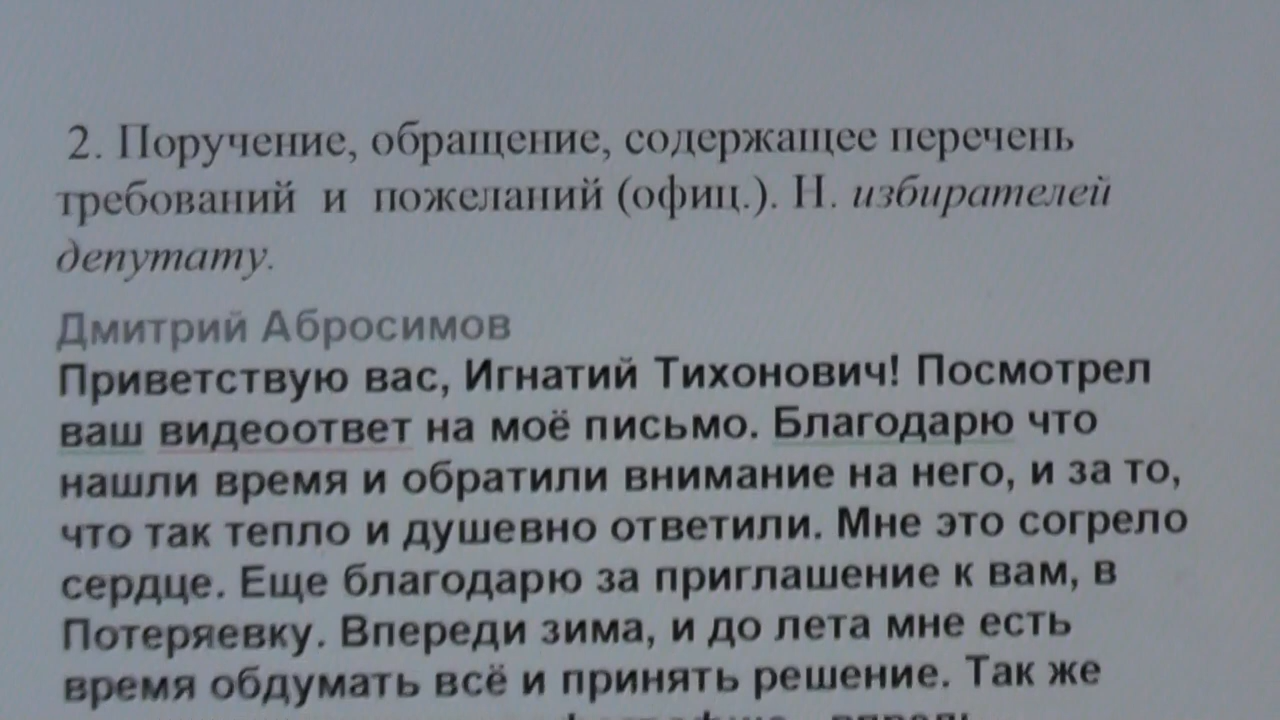 2. Поручение, обращение, содержащее перечень
требований и пожеланий (офиц.). Н. избирателей
депутату.
Дмитрий Абросимов
Приветствую вас, Игнатий Тихонович! Посмотрел
ваш видеоответ на моё письмо. Благодарю что
нашли время и обратили внимание на него, и за то,
что так тепло и душевно ответили. Мне это согрело
сердце. Еще благодарю за приглашение к вам, в
Потеряевку. Впереди зима, и до лета мне есть
время обдумать всё и принять решение. Так же